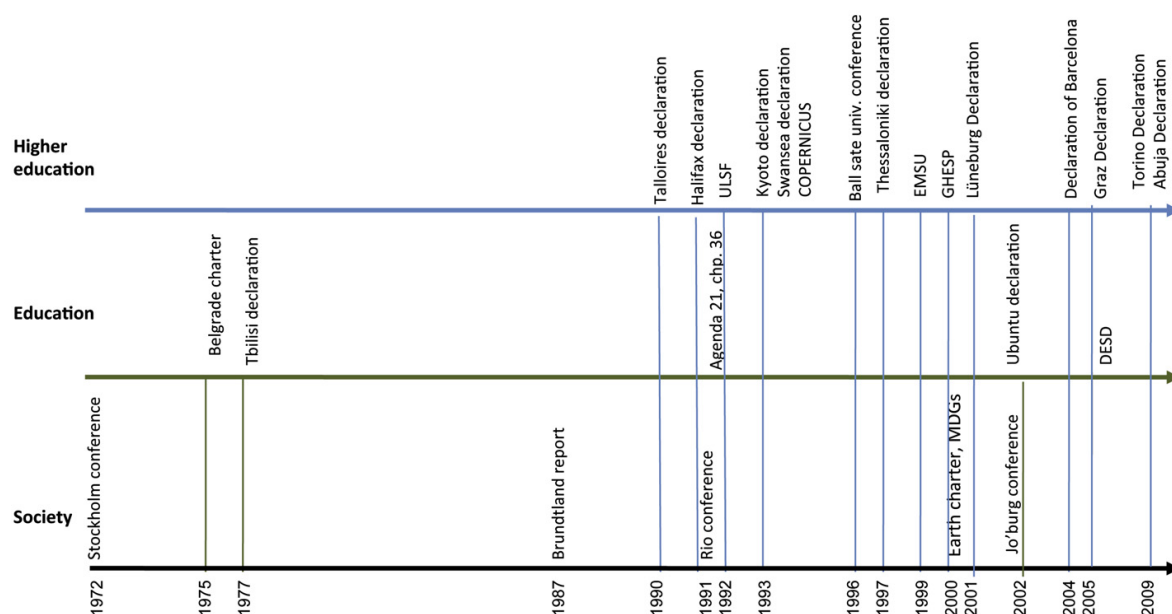 Higher
education
Talloires declaration
Halifax declaration
ULSF
Kyoto declaration
Swansea declaration
COPERNICUS
Ball sate univ. conference
Thessaloniki declaration
EMSU
GHESP
Lüneburg Declaration
Declaration of Barcelona
Graz Declaration
Torino Declaration
Abuja Declaration
Education
Belgrade charter
Tbilisi declaration
Agenda 21, chp. 36
Ubuntu declaration
DESD
Society
Stockholm conference
Brundtland report
Rio conference
Earth charter, MDGs
Jo'burg conference
1972
1975
1977
1987
1990
1991
1992
1993
1996
1997
1999
2000
2001
2002
2004
2005
2009